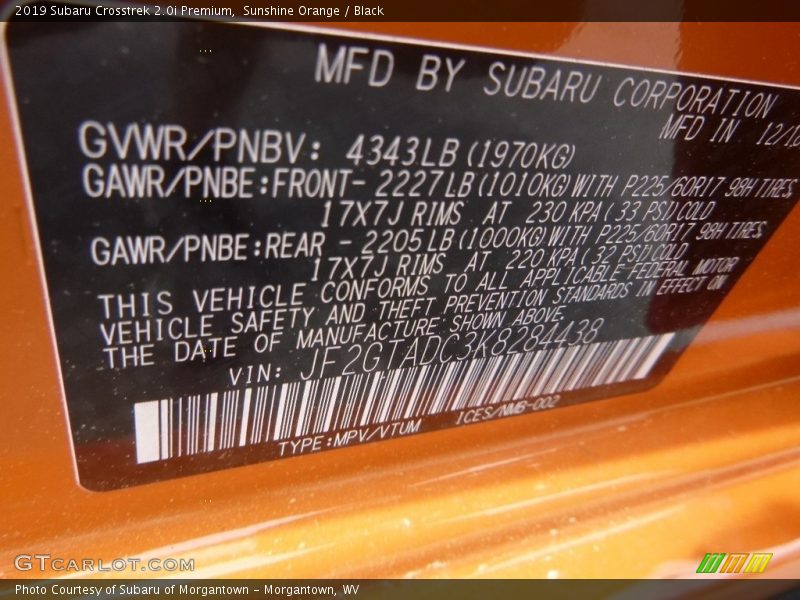 2019 Subaru Crosstrek 2.0i Premium, Sunshine Orange / Black
MFD BY SUBARU CORPORATION
MFD IN 12/18
GVWR/PNBV: 4343LB (1970KG)
GAWR/PNBE:FRONT- 2227LB(1010KG)WITH P225/60R17 98H TIRES,
17X7J RIMS AT 230 KPA(33 PSI)COLD
GAWR/PNBE:REAR - 2205LB(1000KG)WITH P225/60R17 98H TIRES,
17X7J RIMS AT 220 KPA(32 PSI)COLD
THIS VEHICLE CONFORMS TO ALL APPLICABLE FEDERAL MOTOR
VEHICLE SAFETY AND THEFT PREVENTION STANDARDS IN EFFECT ON
THE DATE OF MANUFACTURE SHOWN ABOVE.
VIN: JF2GTADC3K8284438
TYPE:MPV/VTUM ICES/NMB-002
GTcarlot.com
Photo Courtesy of Subaru of Morgantown - Morgantown, WV